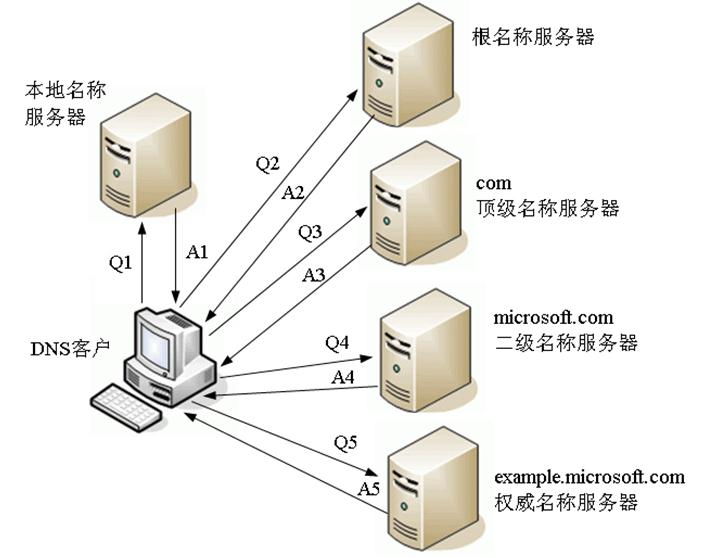 根名称服务器
本地名称
服务器
Q2
A2
com
顶级名称服务器
Q3
Q1
A1
A3
microsoft.com
二级名称服务器
DNS客户
Q4
A4
Q5
A5
example.microsoft.com
权威名称服务器